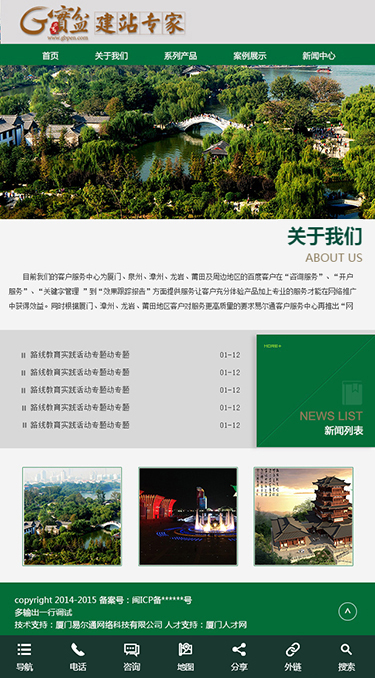 G寶盆 建站专家
www.gbpen.com
首页 关于我们 系列产品 案例展示 新闻中心
关于我们
ABOUT US
目前我们的客户服务中心为厦门、泉州、漳州、龙岩、莆田及周边地区的百度客户在“咨询服务”、“开户
服务”、“关键字管理 ”到“效果跟踪报告”方面提供服务让客户充分体验产品加上专业的服务才能在网络推广
中获得效益。同时根据厦门、漳州、龙岩、莆田地区客户对服务更高质量的要求易尔通客户服务中心再推出“网
路线教育实践活动专题动专题 01-12
路线教育实践活动专题动专题 01-12
路线教育实践活动专题动专题 01-12
路线教育实践活动专题动专题 01-12
路线教育实践活动专题动专题 01-12
HOME+
NEWS LIST
新闻列表
copyright 2014-2015 备案号：闽ICP备******号
多输出一行调试
技术支持：厦门易尔通网络科技有限公司 人才支持：厦门人才网
导航 电话 咨询 地图 分享 外链 搜索